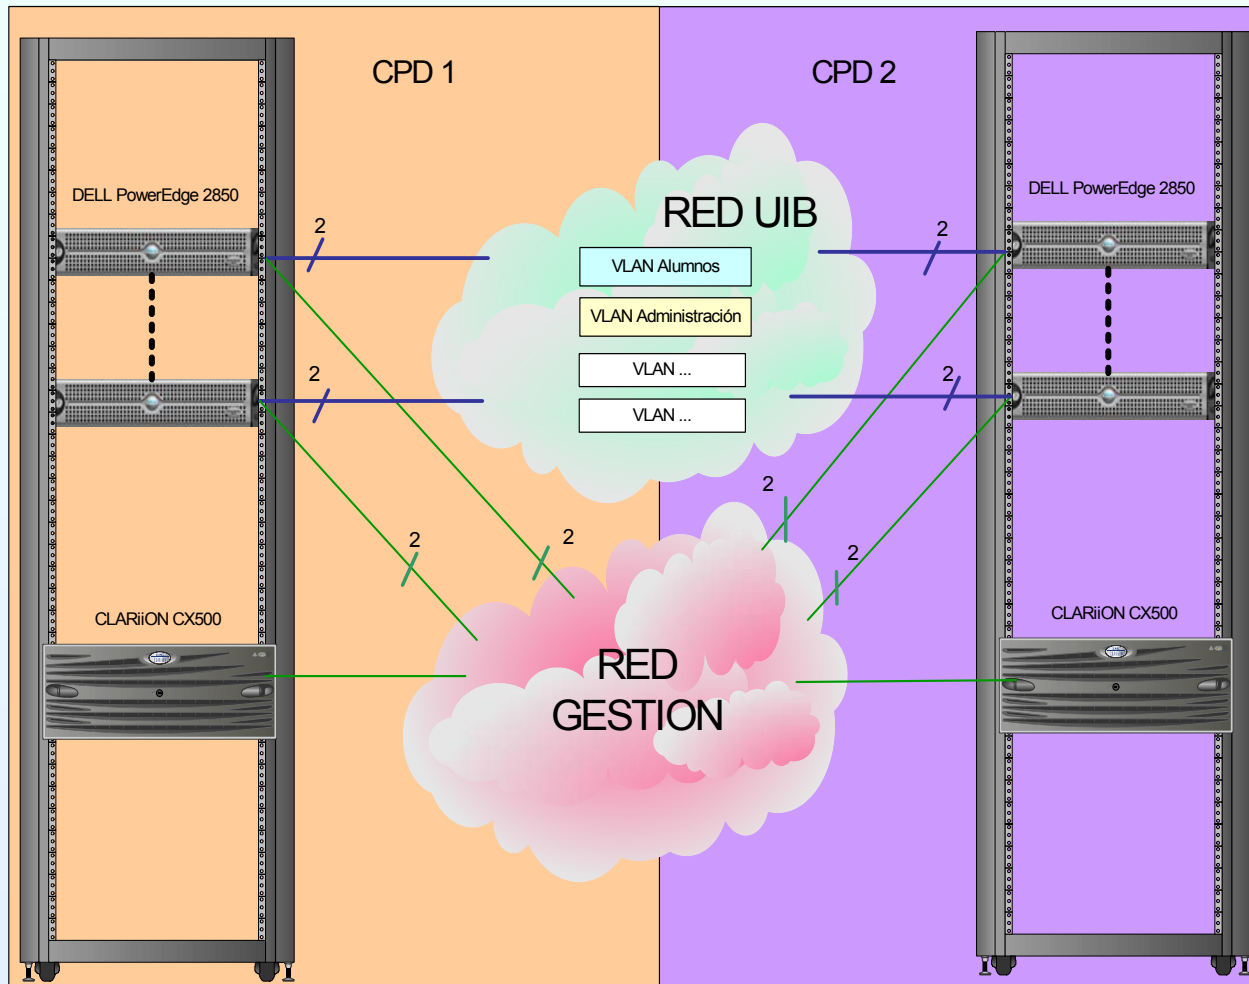 CPD 1
CPD 2
DELL PowerEdge 2850
DELL PowerEdge 2850
RED UIB
2
2
VLAN Alumnos
VLAN Administración
2
2
VLAN ...
VLAN ...
2
2
2
2
CLARiiON CX500
CLARiiON CX500
RED
GESTION